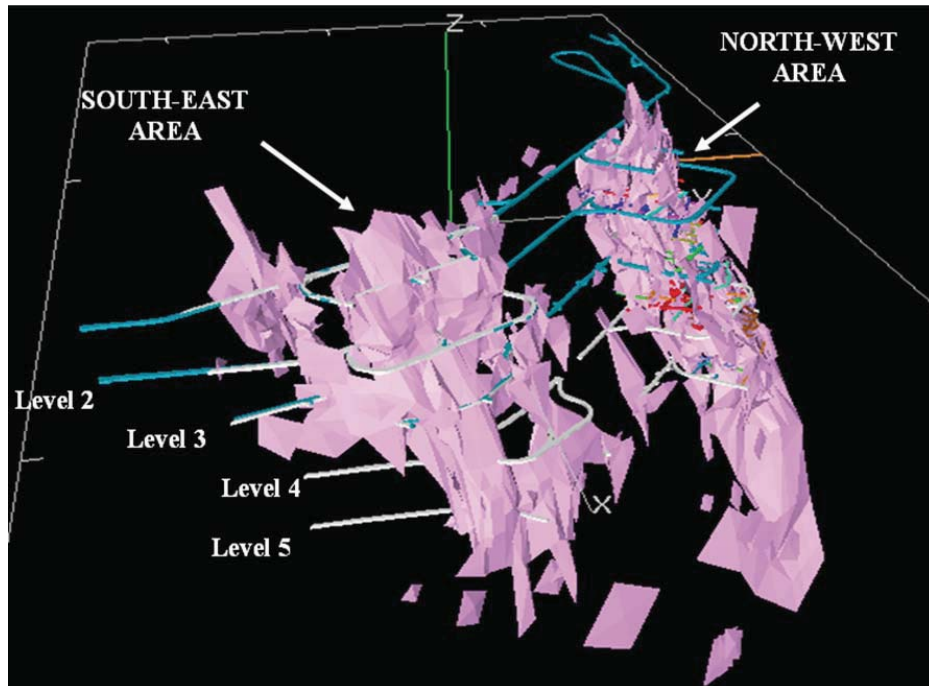 Z
NORTH-WEST
AREA
SOUTH-EAST
AREA
Y
Level 2
Level 3
Level 4
X
Level 5